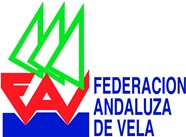 FAV
FEDERACION
ANDALUZA
DE VELA